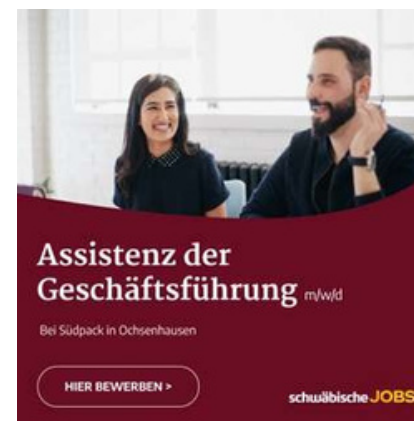 Assistenz der
Geschäftsführung m/w/d
Bei Südpack in Ochsenhausen
HIER BEWERBEN >
schwäbische JOBS